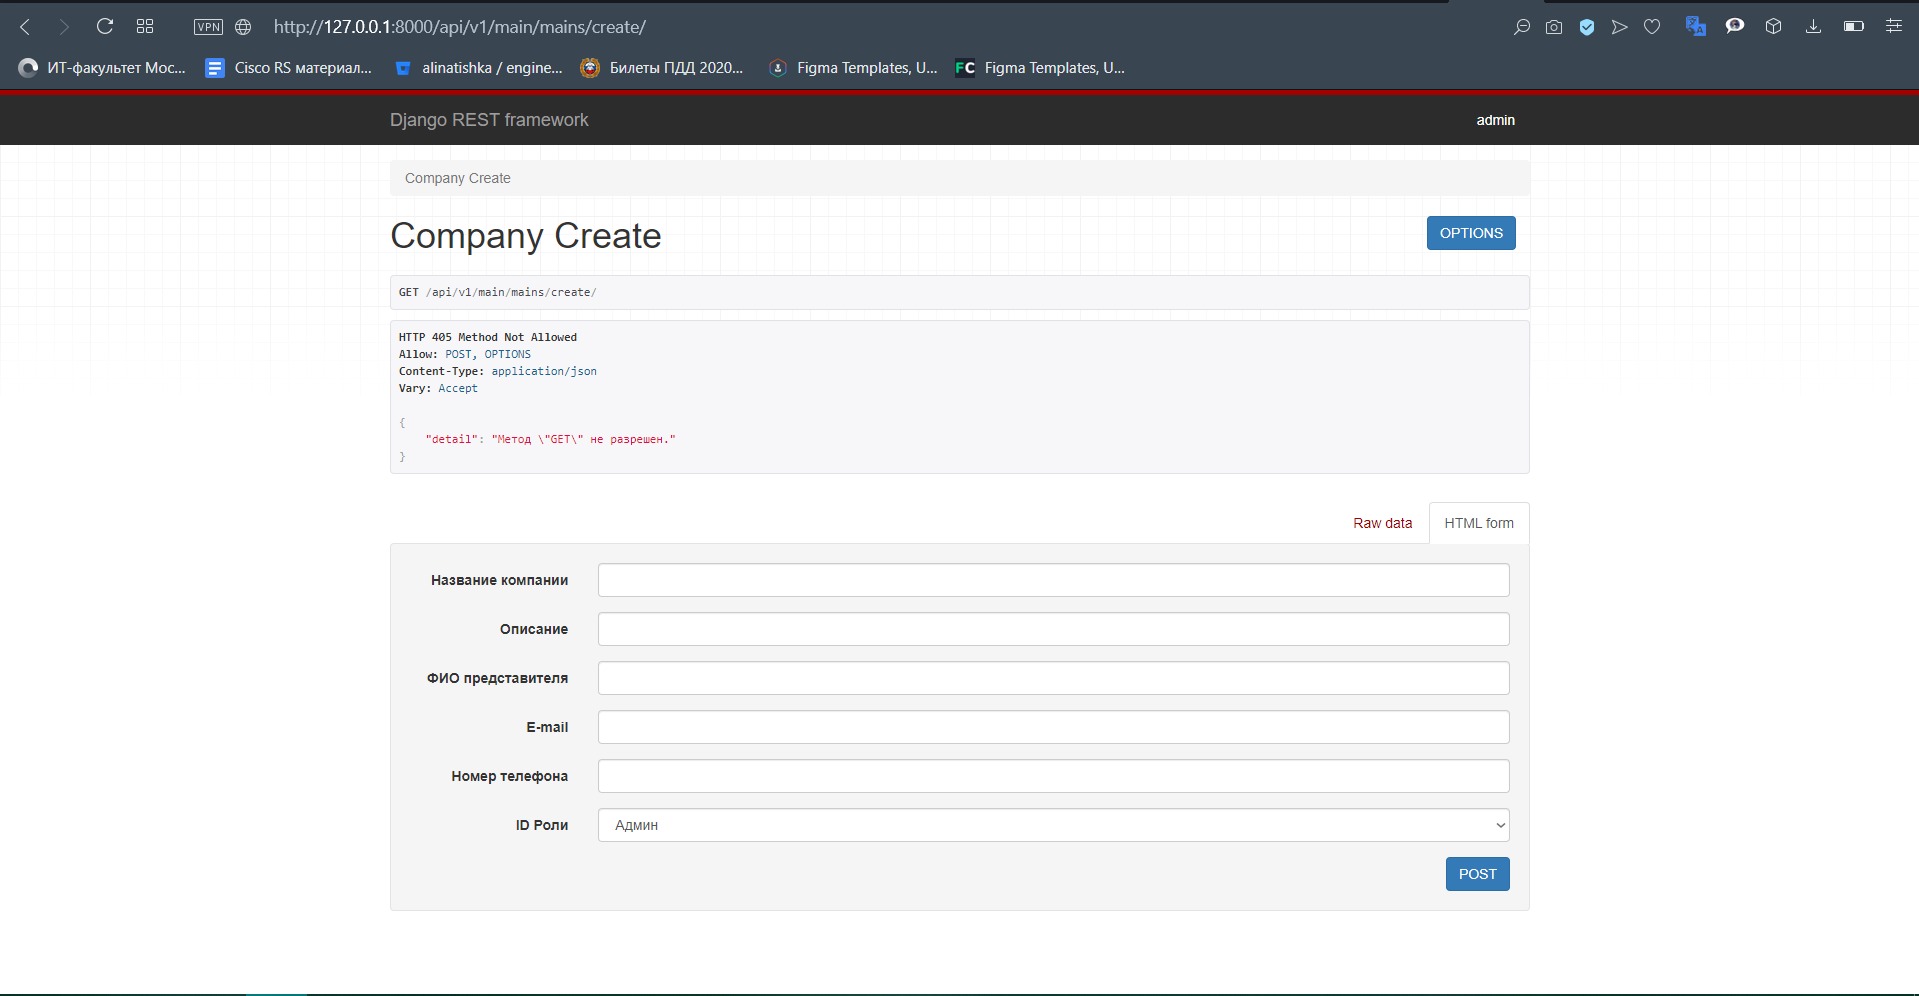 VPN http://127.0.0.1:8000/api/v1/main/mains/create/
ИТ-факультет Мос... Cisco RS материал... alinatishka / engine... Билеты ПДД 2020... Figma Templates, U... FC Figma Templates, U...
Django REST framework admin
Company Create
Company Create OPTIONS
GET /api/v1/main/mains/create/
HTTP 405 Method Not Allowed
Allow: POST, OPTIONS
Content-Type: application/json
Vary: Accept
{
"detail": "Метод \"GET\" не разрешен."
}
Raw data HTML form
Название компании
Описание
ФИО представителя
E-mail
Номер телефона
ID Роли Админ
POST